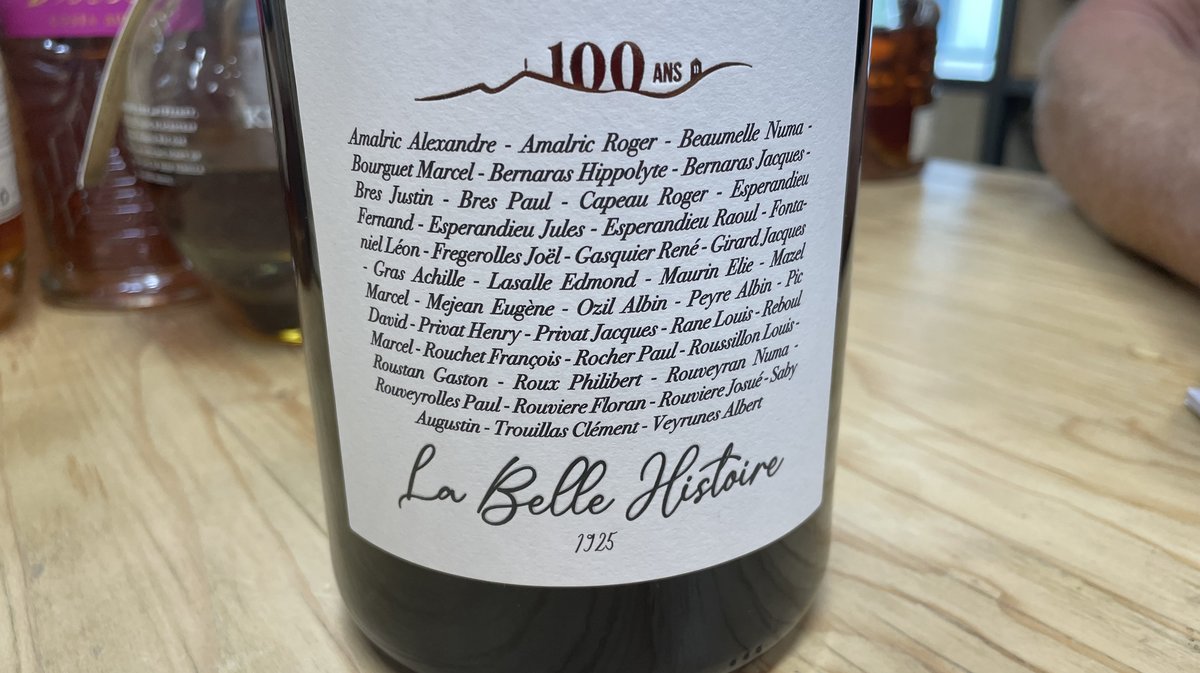 100 ANS
Amalric Alexandre - Amalric Roger - Beaumelle Numa -
Bourguet Marcel - Bernaras Hippolyte - Bernaras Jacques -
Bres Justin - Bres Paul - Capeau Roger - Esperandieu
Fernand - Esperandieu Jules - Esperandieu Raoul - Fonta-
niel Léon - Fregerolles Joël - Gasquier René - Girard Jacques
- Gras Achille - Lasalle Edmond - Maurin Elie - Mazel
Marcel - Mejean Eugène - Ozil Albin - Peyre Albin - Pic
David - Privat Henry - Privat Jacques - Rane Louis - Reboul
Marcel - Rouchet François - Rocher Paul - Roussillon Louis -
Roustan Gaston - Roux Philibert - Rouveyran Numa -
Rouveyrolles Paul - Rouviere Floran - Rouviere Josué - Saby
Augustin - Trouillas Clément - Veyrunes Albert
La Belle Histoire
1925